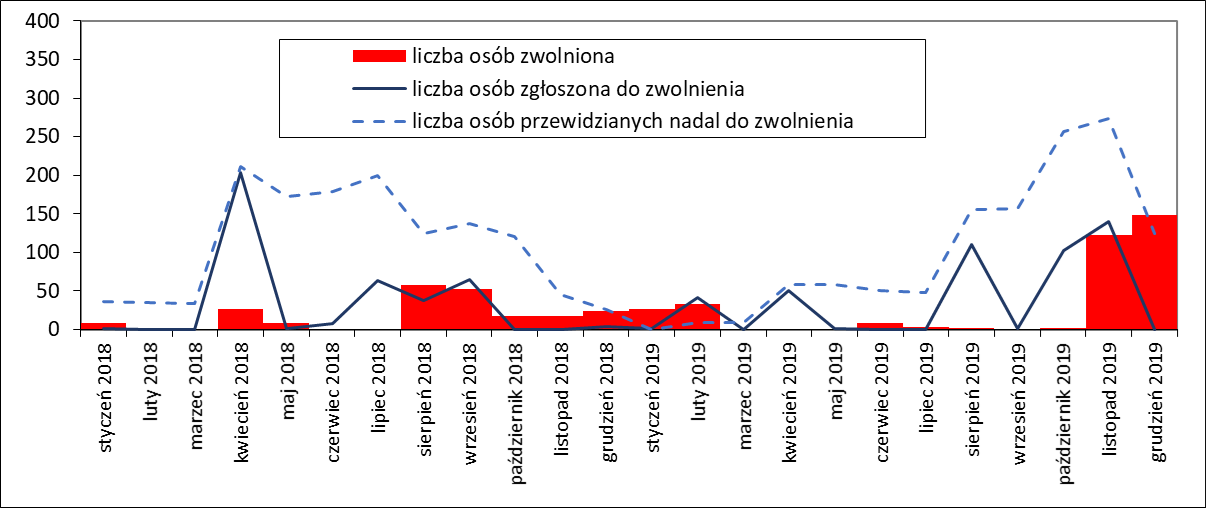 400
350
300
250
200
150
100
50
0
liczba osób zwolniona
liczba osób zgłoszona do zwolnienia
liczba osób przewidzianych nadal do zwolnienia
styczeń 2018
luty 2018
marzec 2018
kwiecień 2018
maj 2018
czerwiec 2018
lipiec 2018
sierpień 2018
wrzesień 2018
październik 2018
listopad 2018
grudzień 2018
styczeń 2019
luty 2019
marzec 2019
kwiecień 2019
maj 2019
czerwiec 2019
lipiec 2019
sierpień 2019
wrzesień 2019
październik 2019
listopad 2019
grudzień 2019